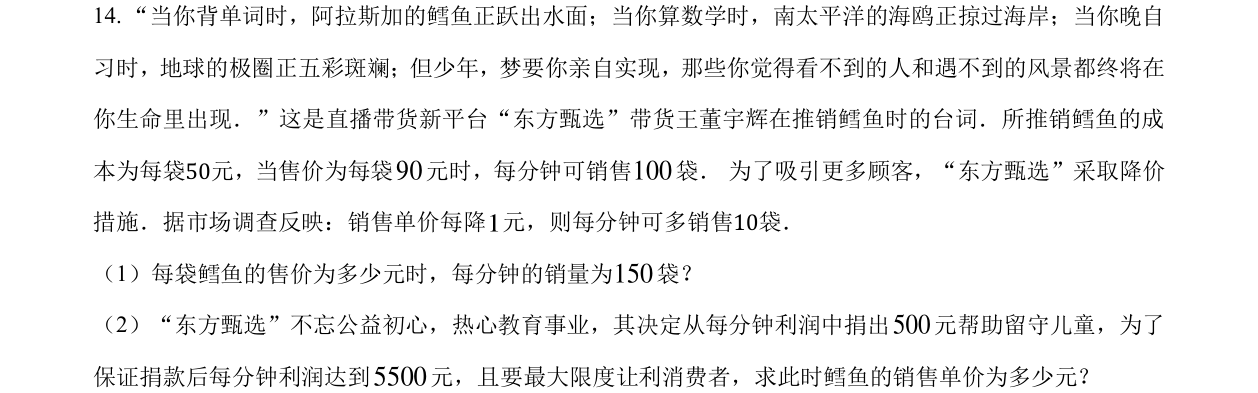 14. “当你背单词时，阿拉斯加的鳕鱼正跃出水面；当你算数学时，南太平洋的海鸥正掠过海岸；当你晚自
习时，地球的极圈正五彩斑斓；但少年，梦要你亲自实现，那些你觉得看不到的人和遇不到的风景都终将在
你生命里出现．”这是直播带货新平台“东方甄选”带货王董宇辉在推销鳕鱼时的台词．所推销鳕鱼的成
本为每袋50元，当售价为每袋90元时，每分钟可销售100袋． 为了吸引更多顾客，“东方甄选”采取降价
措施．据市场调查反映：销售单价每降1元，则每分钟可多销售10袋．
（1）每袋鳕鱼的售价为多少元时，每分钟的销量为150袋？
（2）“东方甄选”不忘公益初心，热心教育事业，其决定从每分钟利润中捐出500元帮助留守儿童，为了
保证捐款后每分钟利润达到5500元，且要最大限度让利消费者，求此时鳕鱼的销售单价为多少元？